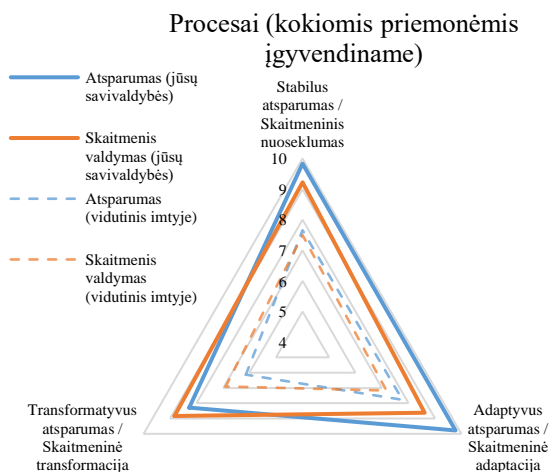 Procesai (kokiomis priemonėmis
įgyvendiname)
Atsparumas (jūsų
savivaldybės)
Skaitmenis
valdymas (jūsų
savivaldybės)
Atsparumas
(vidutinis imtyje)
Skaitmenis
valdymas
(vidutinis imtyje)
Stabilus
atsparumas /
Skaitmeninis
nuoseklumas
10
9
8
7
6
5
4
Transformatyvus
atsparumas /
Skaitmeninė
transformacija
Adaptyvus
atsparumas /
Skaitmeninė
adaptacija